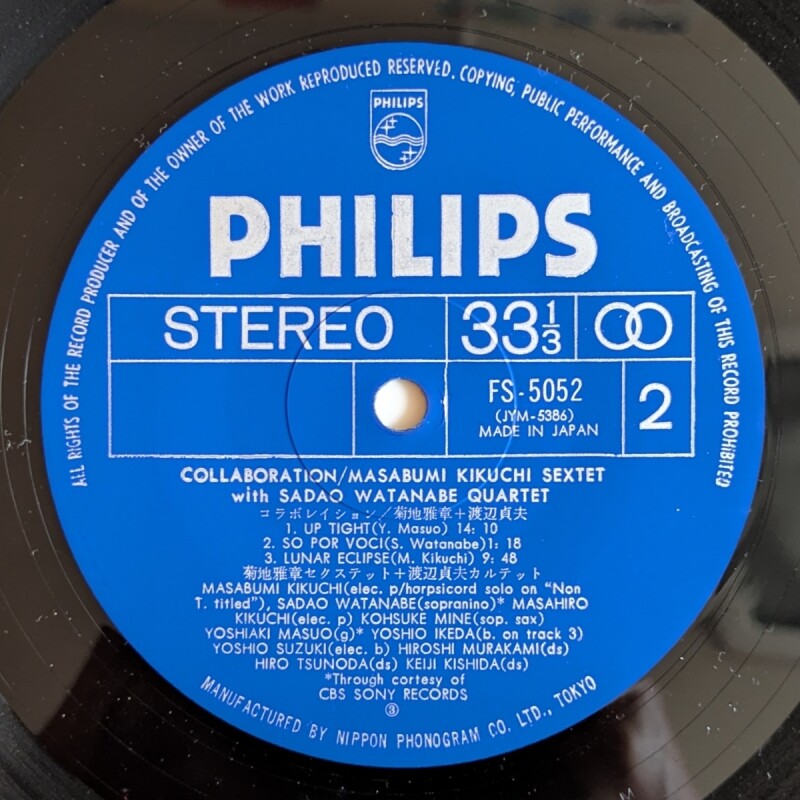 ALL RIGHTS OF THE RECORD PRODUCER AND OF THE OWNER OF THE WORK REPRODUCED RESERVED. COPYING, PUBLIC PERFORMANCE AND BROADCASTING OF THIS RECORD PROHIBITED
PHILIPS
PHILIPS
STEREO 33 1/3
FS-5052
(JYM-5386)
MADE IN JAPAN
2
COLLABORATION/MASABUMI KIKUCHI SEXTET
with SADAO WATANABE QUARTET
コラボレイション/菊地雅章+渡辺貞夫
1. UP TIGHT(Y. Masuo) 14: 10
2. SO POR VOCI(S. Watanabe)1: 18
3. LUNAR ECLIPSE(M. Kikuchi) 9: 48
菊地雅章セクステット+渡辺貞夫カルテット
MASABUMI KIKUCHI(elec. p/horpsicord solo on "Non
T. titled"), SADAO WATANABE(sopranino)* MASAHIRO
KIKUCHI(elec. p) KOHSUKE MINE(sop. sax)
YOSHIAKI MASUO(g)* YOSHIO IKEDA(b. on track 3)
YOSHIO SUZUKI(elec. b) HIROSHI MURAKAMI(ds)
HIRO TSUNODA(ds) KEIJI KISHIDA(ds)
*Through cortesy of
CBS SONY RECORDS
③
MANUFACTURED BY NIPPON PHONOGRAM CO. LTD., TOKYO